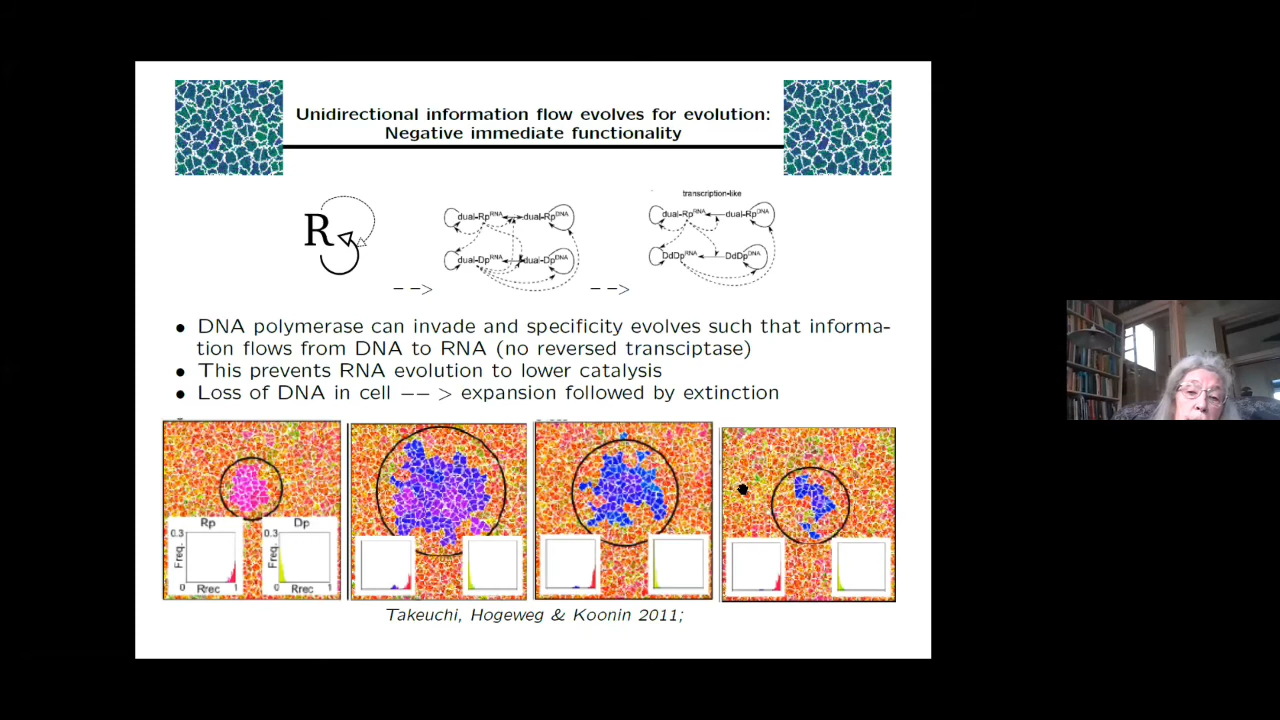 Unidirectional information flow evolves for evolution:
Negative immediate functionality
R
dual-Rp^RNA dual-Rp^DNA
dual-Dp^RNA dual-Dp^DNA
-->
transcription-like
dual-Rp^RNA dual-Rp^DNA
DdDp^RNA DdDp^DNA
-->
• DNA polymerase can invade and specificity evolves such that informa-
tion flows from DNA to RNA (no reversed transciptase)
• This prevents RNA evolution to lower catalysis
• Loss of DNA in cell --> expansion followed by extinction
Rp Dp
0.3 0.3
Freq. Freq.
0 Rrec 1 0 Rrec 1
Takeuchi, Hogeweg & Koonin 2011;